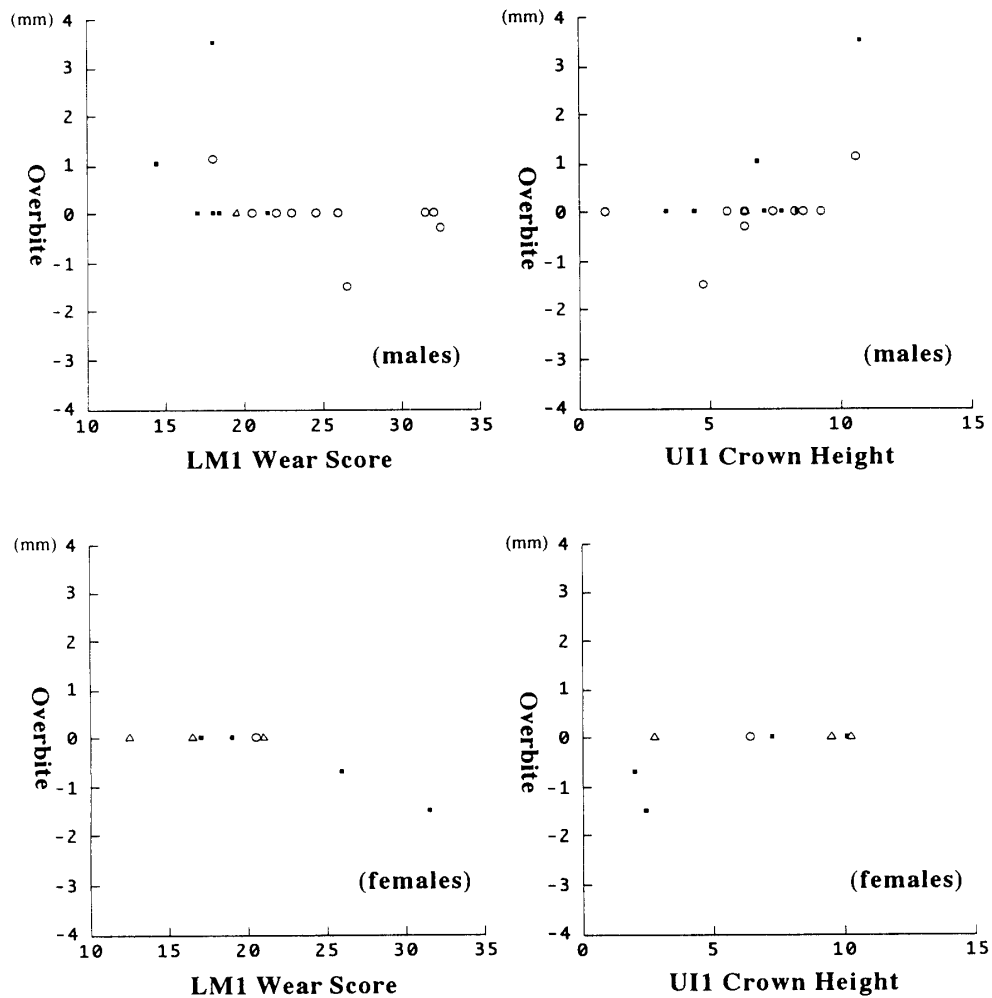 (mm) 4
3
2
1
0
-1
-2
-3
-4
Overbite
(males)
10 15 20 25 30 35
LM1 Wear Score
(mm) 4
3
2
1
0
-1
-2
-3
-4
Overbite
(males)
0 5 10 15
UI1 Crown Height
(mm) 4
3
2
1
0
-1
-2
-3
-4
Overbite
(females)
10 15 20 25 30 35
LM1 Wear Score
(mm) 4
3
2
1
0
-1
-2
-3
-4
Overbite
(females)
0 5 10 15
UI1 Crown Height